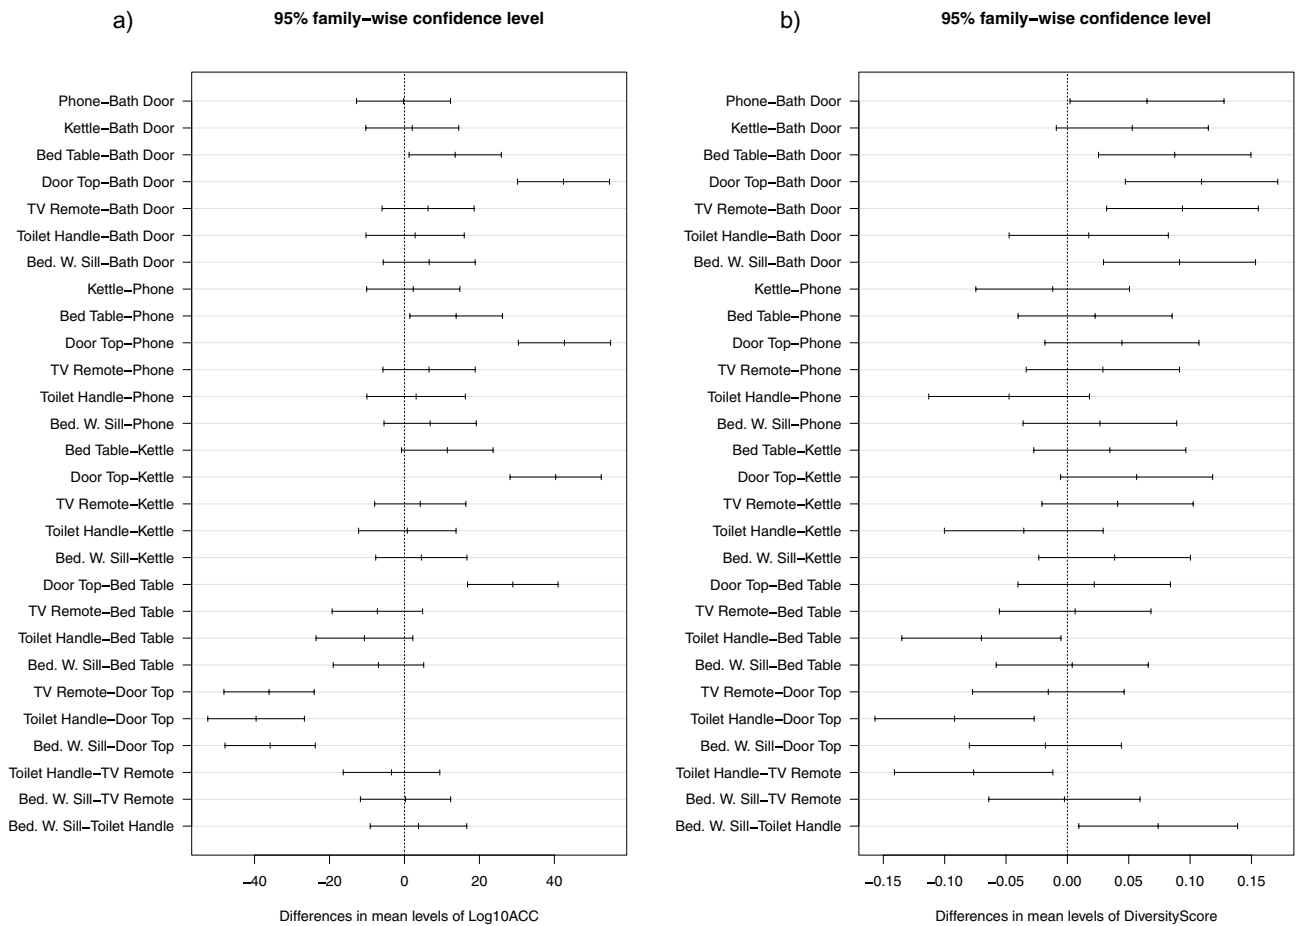 a)
95% family−wise confidence level
Phone−Bath Door
Kettle−Bath Door
Bed Table−Bath Door
Door Top−Bath Door
TV Remote−Bath Door
Toilet Handle−Bath Door
Bed. W. Sill−Bath Door
Kettle−Phone
Bed Table−Phone
Door Top−Phone
TV Remote−Phone
Toilet Handle−Phone
Bed. W. Sill−Phone
Bed Table−Kettle
Door Top−Kettle
TV Remote−Kettle
Toilet Handle−Kettle
Bed. W. Sill−Kettle
Door Top−Bed Table
TV Remote−Bed Table
Toilet Handle−Bed Table
Bed. W. Sill−Bed Table
TV Remote−Door Top
Toilet Handle−Door Top
Bed. W. Sill−Door Top
Toilet Handle−TV Remote
Bed. W. Sill−TV Remote
Bed. W. Sill−Toilet Handle
−40 −20 0 20 40
Differences in mean levels of Log10ACC
b)
95% family−wise confidence level
Phone−Bath Door
Kettle−Bath Door
Bed Table−Bath Door
Door Top−Bath Door
TV Remote−Bath Door
Toilet Handle−Bath Door
Bed. W. Sill−Bath Door
Kettle−Phone
Bed Table−Phone
Door Top−Phone
TV Remote−Phone
Toilet Handle−Phone
Bed. W. Sill−Phone
Bed Table−Kettle
Door Top−Kettle
TV Remote−Kettle
Toilet Handle−Kettle
Bed. W. Sill−Kettle
Door Top−Bed Table
TV Remote−Bed Table
Toilet Handle−Bed Table
Bed. W. Sill−Bed Table
TV Remote−Door Top
Toilet Handle−Door Top
Bed. W. Sill−Door Top
Toilet Handle−TV Remote
Bed. W. Sill−TV Remote
Bed. W. Sill−Toilet Handle
−0.15 −0.10 −0.05 0.00 0.05 0.10 0.15
Differences in mean levels of DiversityScore